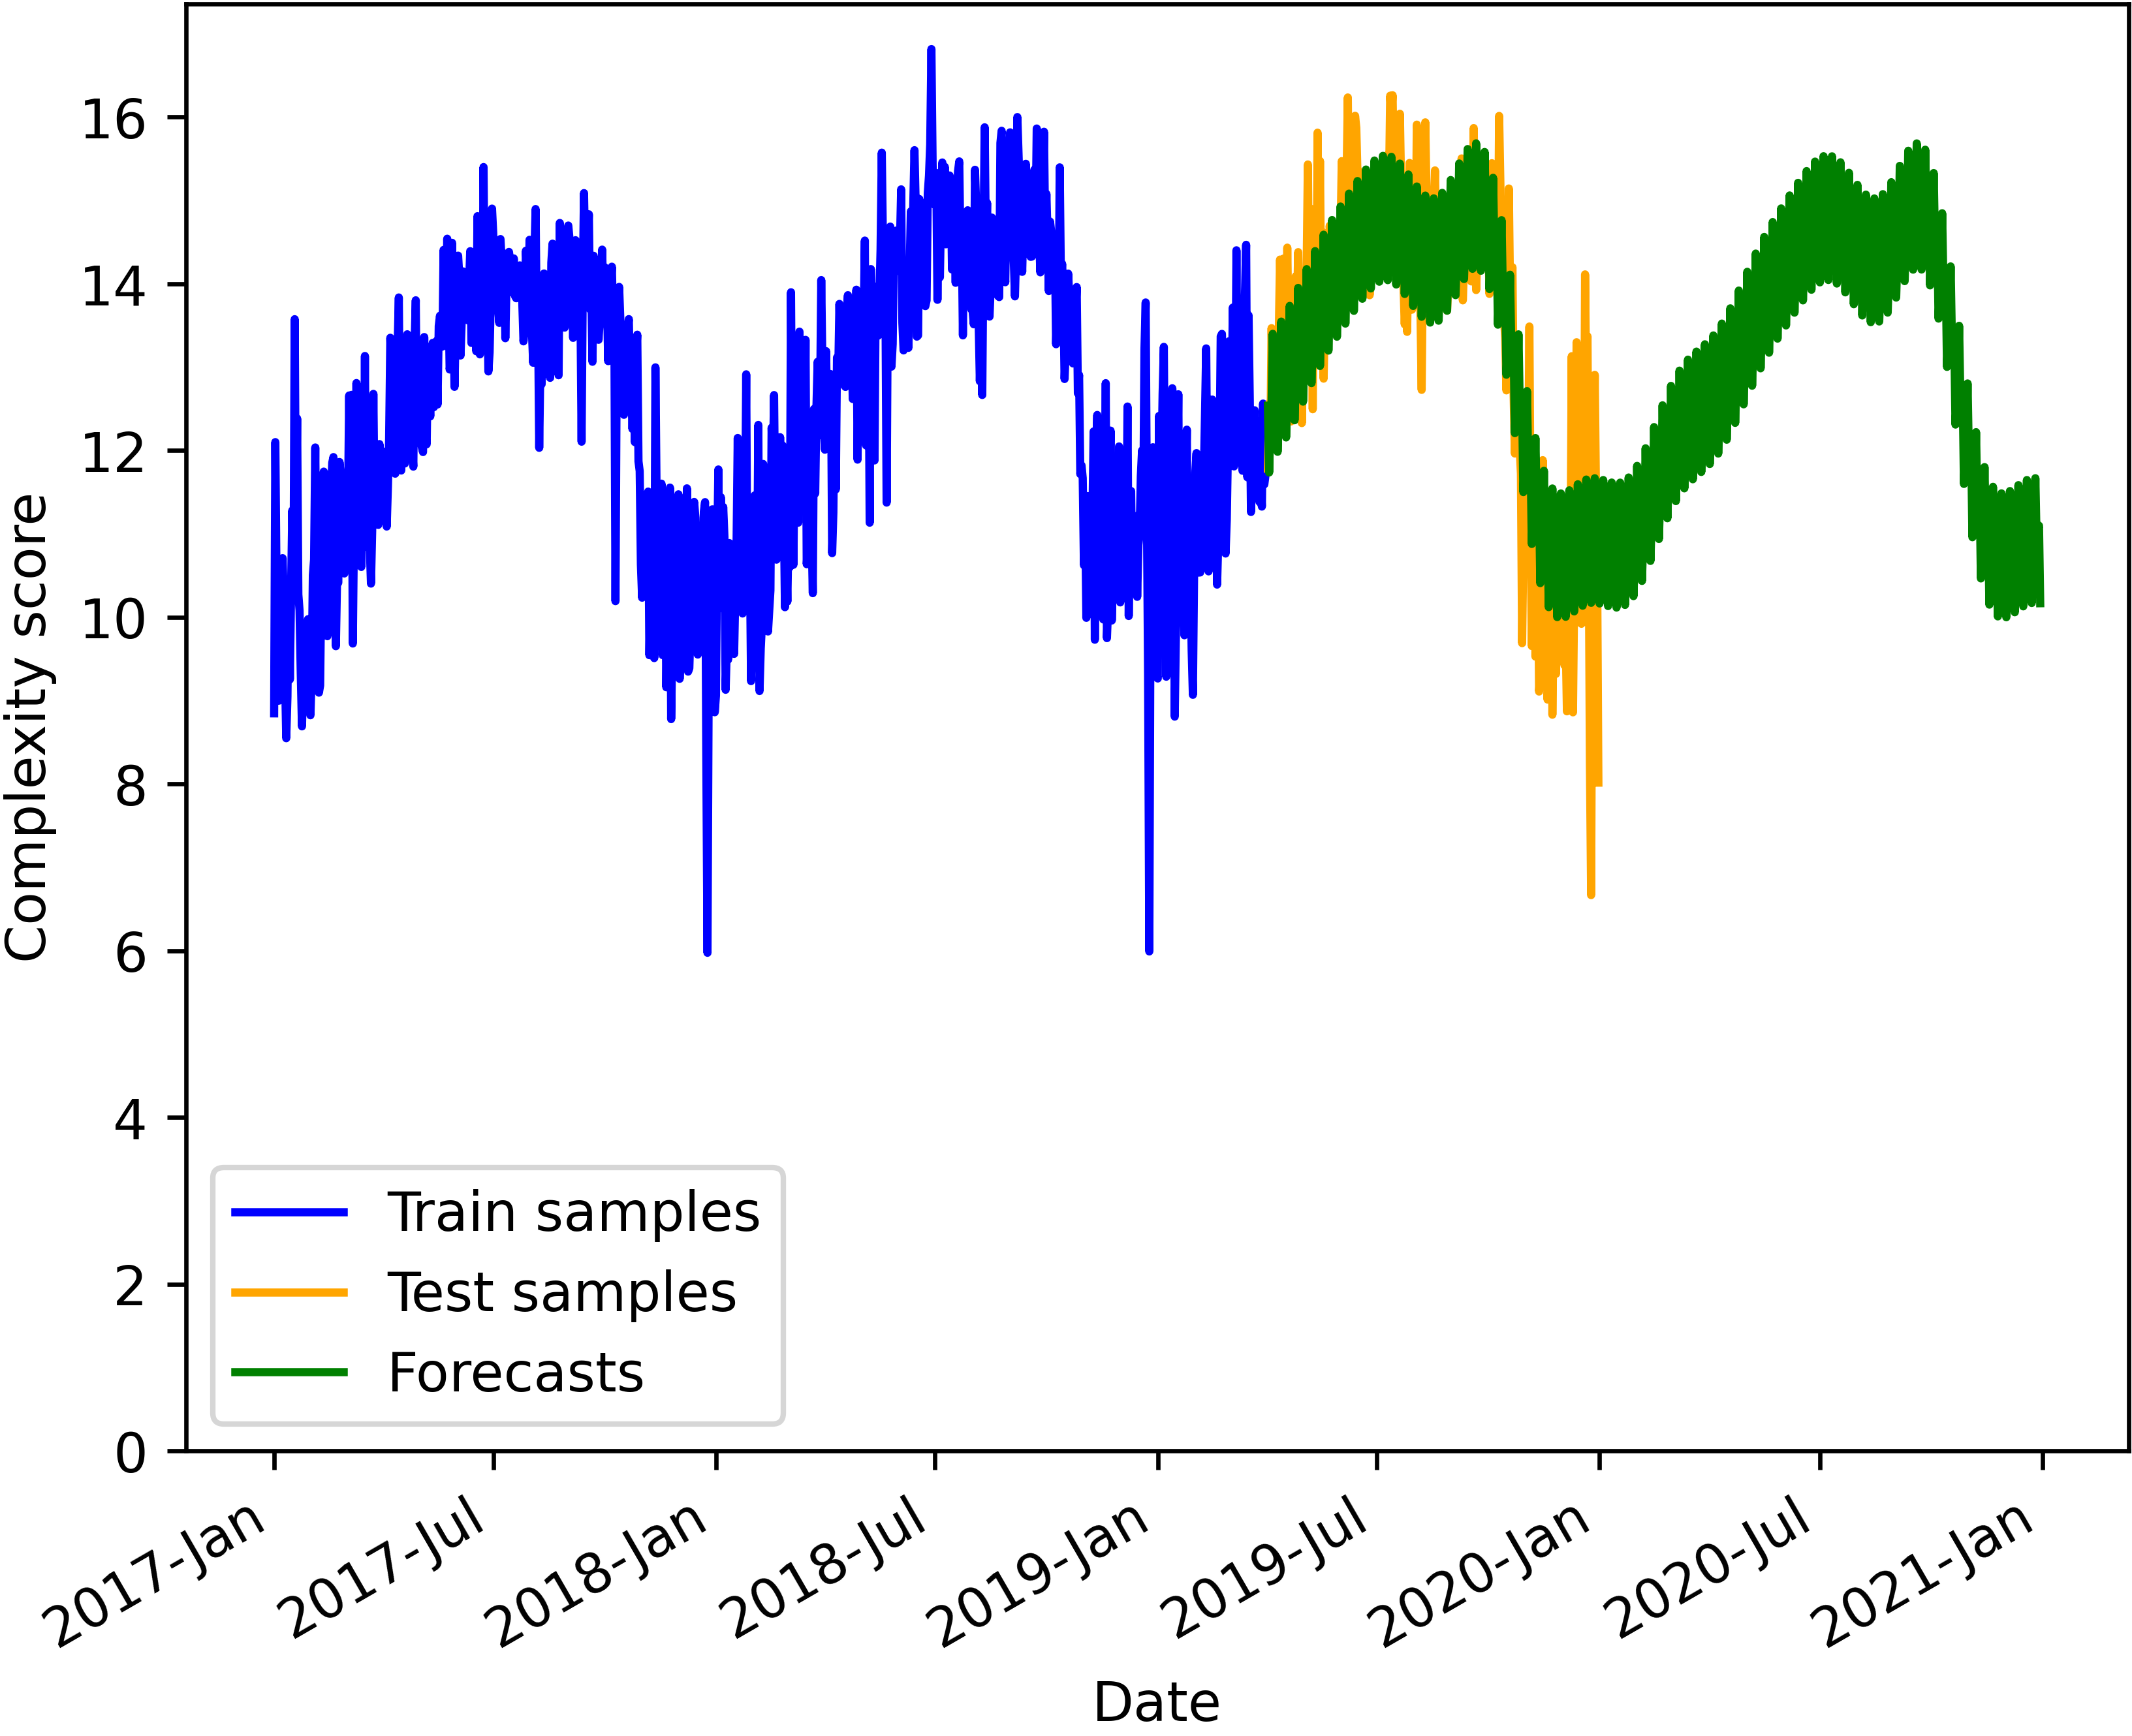 16
14
12
10
8
6
4
2
0
Complexity score
Train samples
Test samples
Forecasts
2017-Jan
2017-Jul
2018-Jan
2018-Jul
2019-Jan
2019-Jul
2020-Jan
2020-Jul
2021-Jan
Date